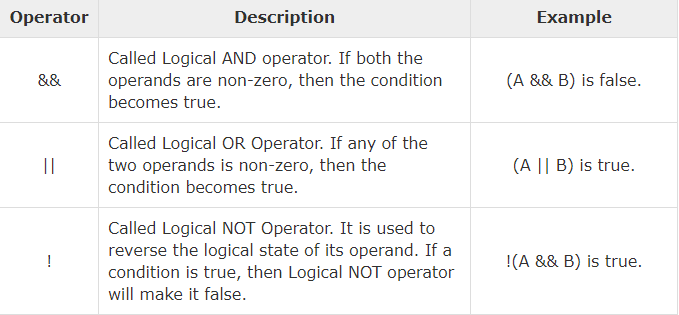 Operator Description Example
Called Logical AND operator. If both the
&& operands are non-zero, then the condition (A && B) is false.
becomes true.
Called Logical OR Operator. If any of the
|| two operands is non-zero, then the (A || B) is true.
condition becomes true.
Called Logical NOT Operator. It is used to
reverse the logical state of its operand. If a
! condition is true, then Logical NOT operator !(A && B) is true.
will make it false.